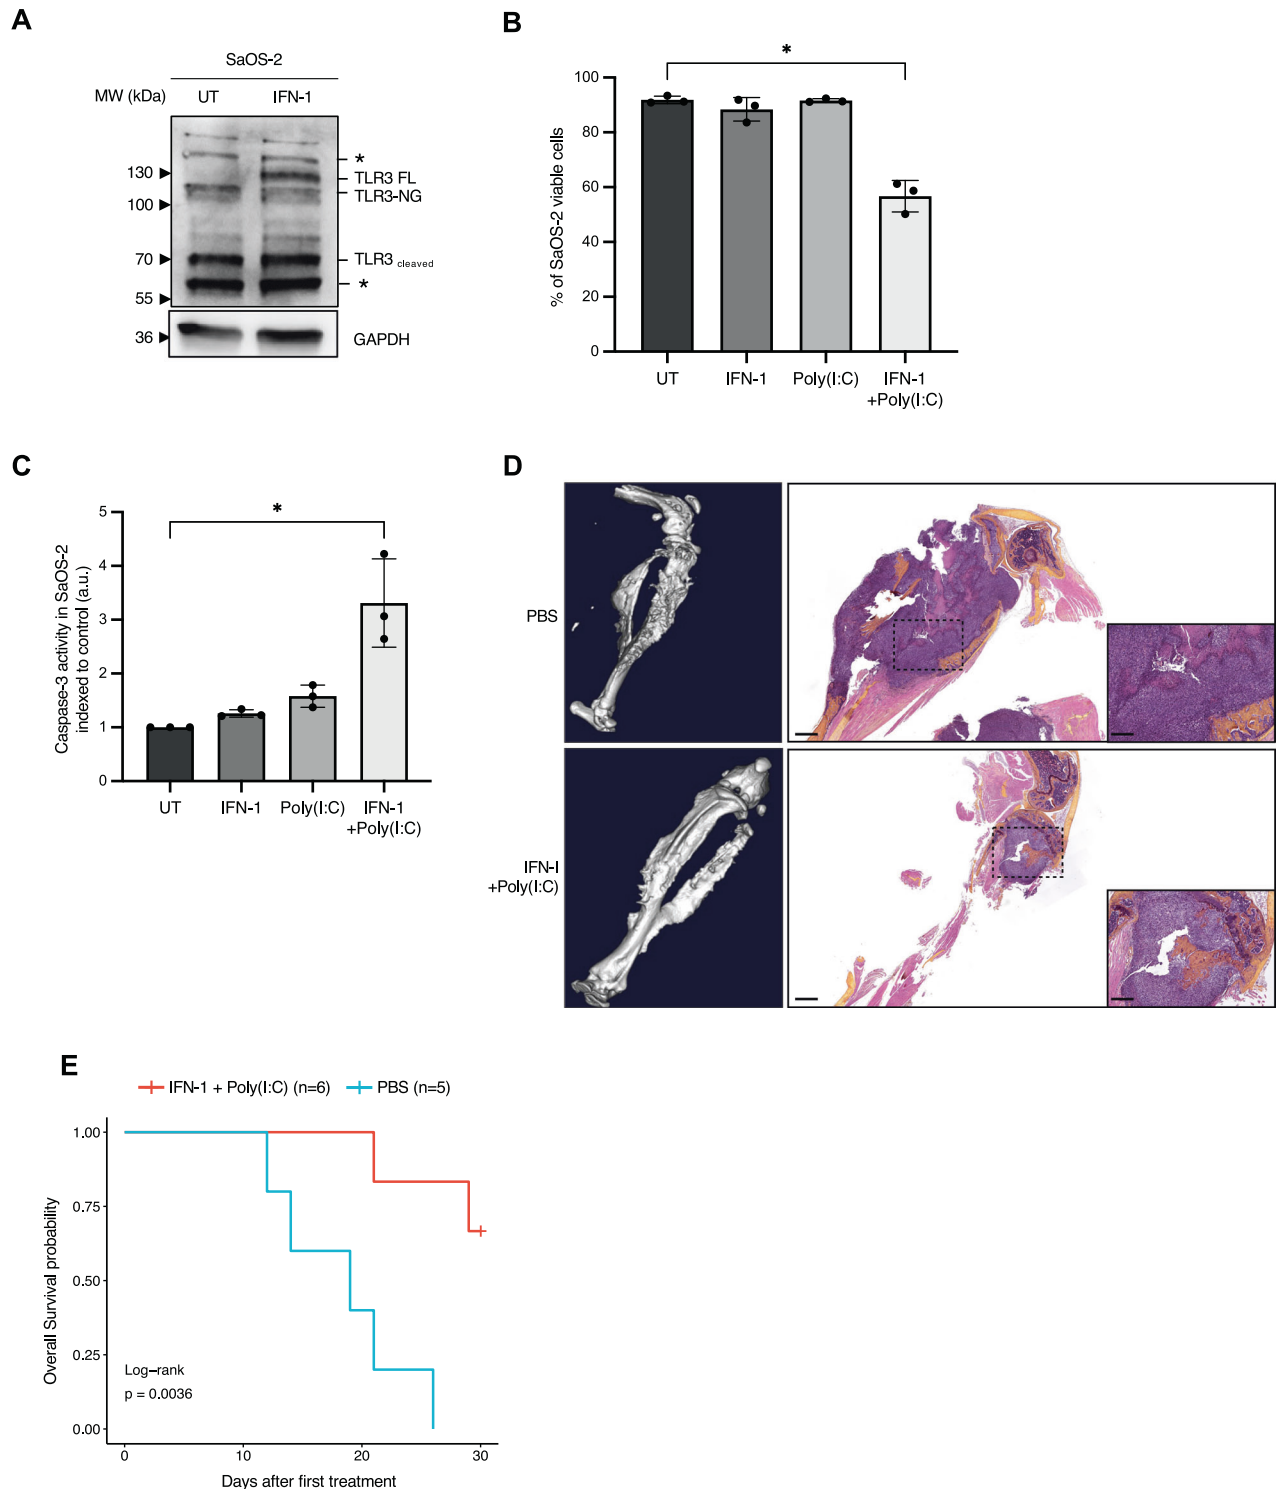 A
SaOS-2
MW (kDa) UT IFN-1
*
130
TLR3 FL
TLR3-NG
100
70
TLR3 cleaved
*
55
36
GAPDH
B
*
% of SaOS-2 viable cells
100
80
60
40
20
0
UT IFN-1 Poly(I:C) IFN-1
+Poly(I:C)
C
*
Caspase-3 activity in SaOS-2
indexed to control (a.u.)
5
4
3
2
1
0
UT IFN-1 Poly(I:C) IFN-1
+Poly(I:C)
D
PBS
IFN-I
+Poly(I:C)
E
IFN-1 + Poly(I:C) (n=6) PBS (n=5)
Overall Survival probability
1.00
0.75
0.50
0.25
0.00
Log-rank
p = 0.0036
0 10 20 30
Days after first treatment